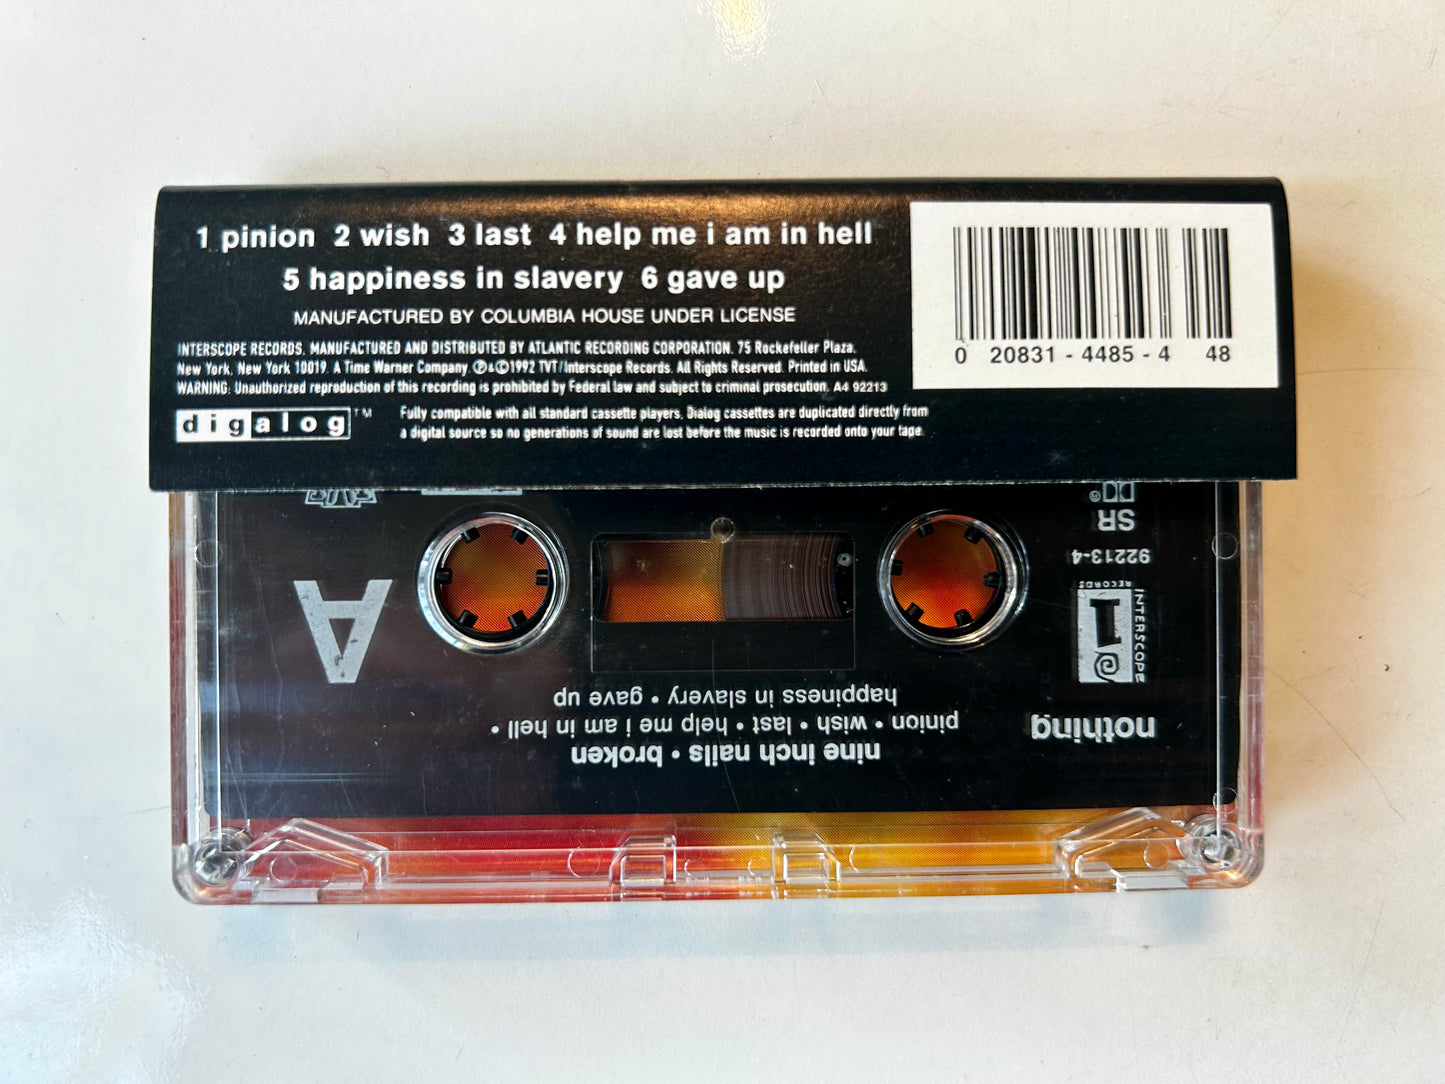 1 pinion 2 wish 3 last 4 help me i am in hell
5 happiness in slavery 6 gave up
MANUFACTURED BY COLUMBIA HOUSE UNDER LICENSE
INTERSCOPE RECORDS, MANUFACTURED AND DISTRIBUTED BY ATLANTIC RECORDING CORPORATION. 75 Rockefeller Plaza,
New York, New York 10019. A Time Warner Company. ℗&©1992 TVT/Interscope Records. All Rights Reserved. Printed in USA.
WARNING: Unauthorized reproduction of this recording is prohibited by Federal law and subject to criminal prosecution. A4 92213
digalog™
Fully compatible with all standard cassette players, Dialog cassettes are duplicated directly from
a digital source so no generations of sound are lost before the music is recorded onto your tape.
0 20831 - 4485 - 4 48
nine inch nails • broken
pinion • wish • last • help me i am in hell •
happiness in slavery • gave up
nothing
INTERSCOPE
RECORDS
92213-4
SR
®
A